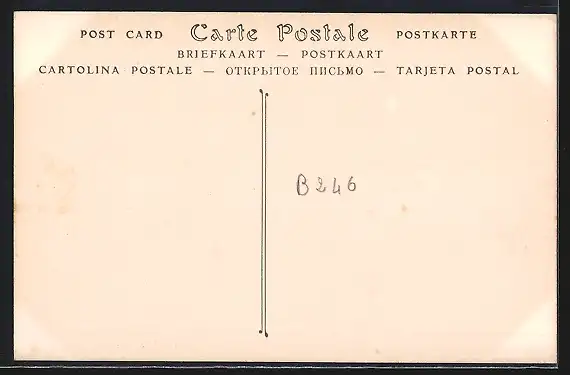 POST CARD Carte Postale POSTKARTE
BRIEFKAART — POSTKAART
CARTOLINA POSTALE — ОТКРЫТОЕ ПИСЬМО — TARJETA POSTAL
B246